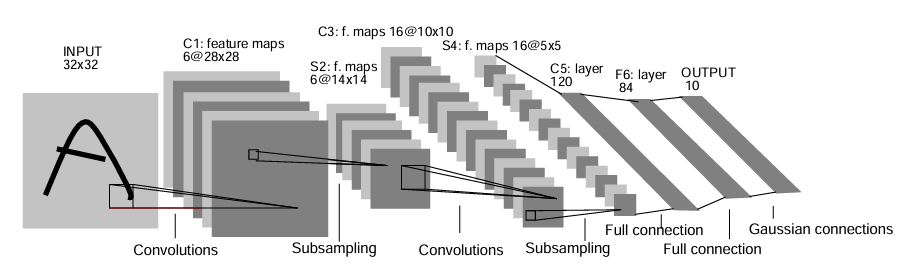 INPUT
32x32
C1: feature maps
6@28x28
S2: f. maps
6@14x14
C3: f. maps 16@10x10
S4: f. maps 16@5x5
C5: layer
120
F6: layer
84
OUTPUT
10
A
Convolutions
Subsampling
Convolutions
Subsampling
Full connection
Full connection
Gaussian connections